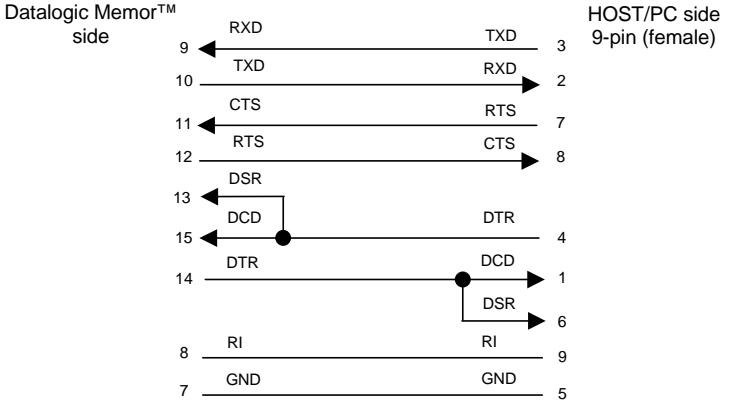 Datalogic Memor™ side
HOST/PC side
9-pin (female)
9 RXD TXD 3
10 TXD RXD 2
11 CTS RTS 7
12 RTS CTS 8
13 DSR
15 DCD DTR 4
14 DTR DCD 1
DSR 6
8 RI RI 9
7 GND GND 5